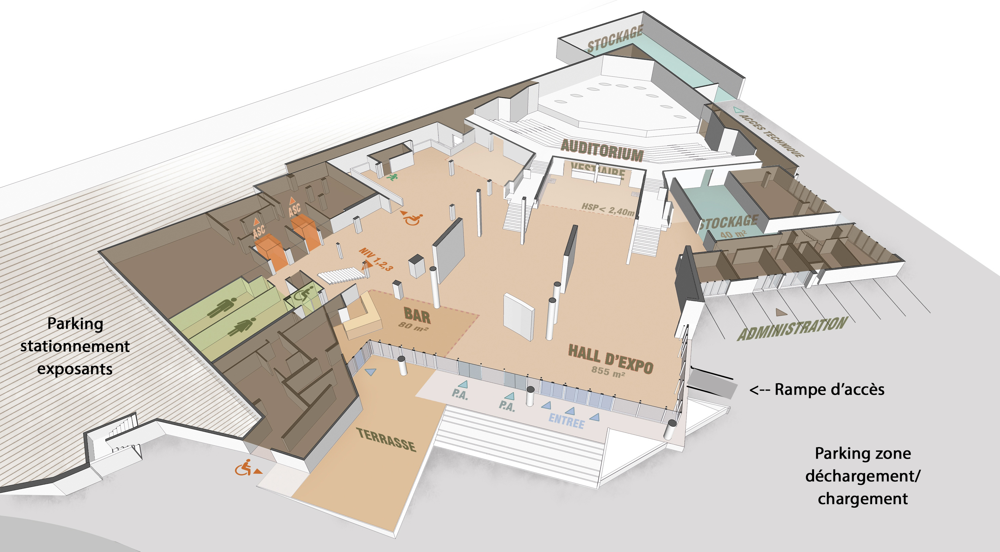 STOCKAGE
ACCES TECHNIQUE
AUDITORIUM
VESTIAIRE
HSP < 2,40m
STOCKAGE
40 m²
ASC
ASC
NIV 1,2,3
BAR
80 m²
HALL D'EXPO
855 m²
ADMINISTRATION
Parking
stationnement
exposants
P.A.
P.A.
ENTREE
TERRASSE
<-- Rampe d'accès
Parking zone
déchargement/
chargement